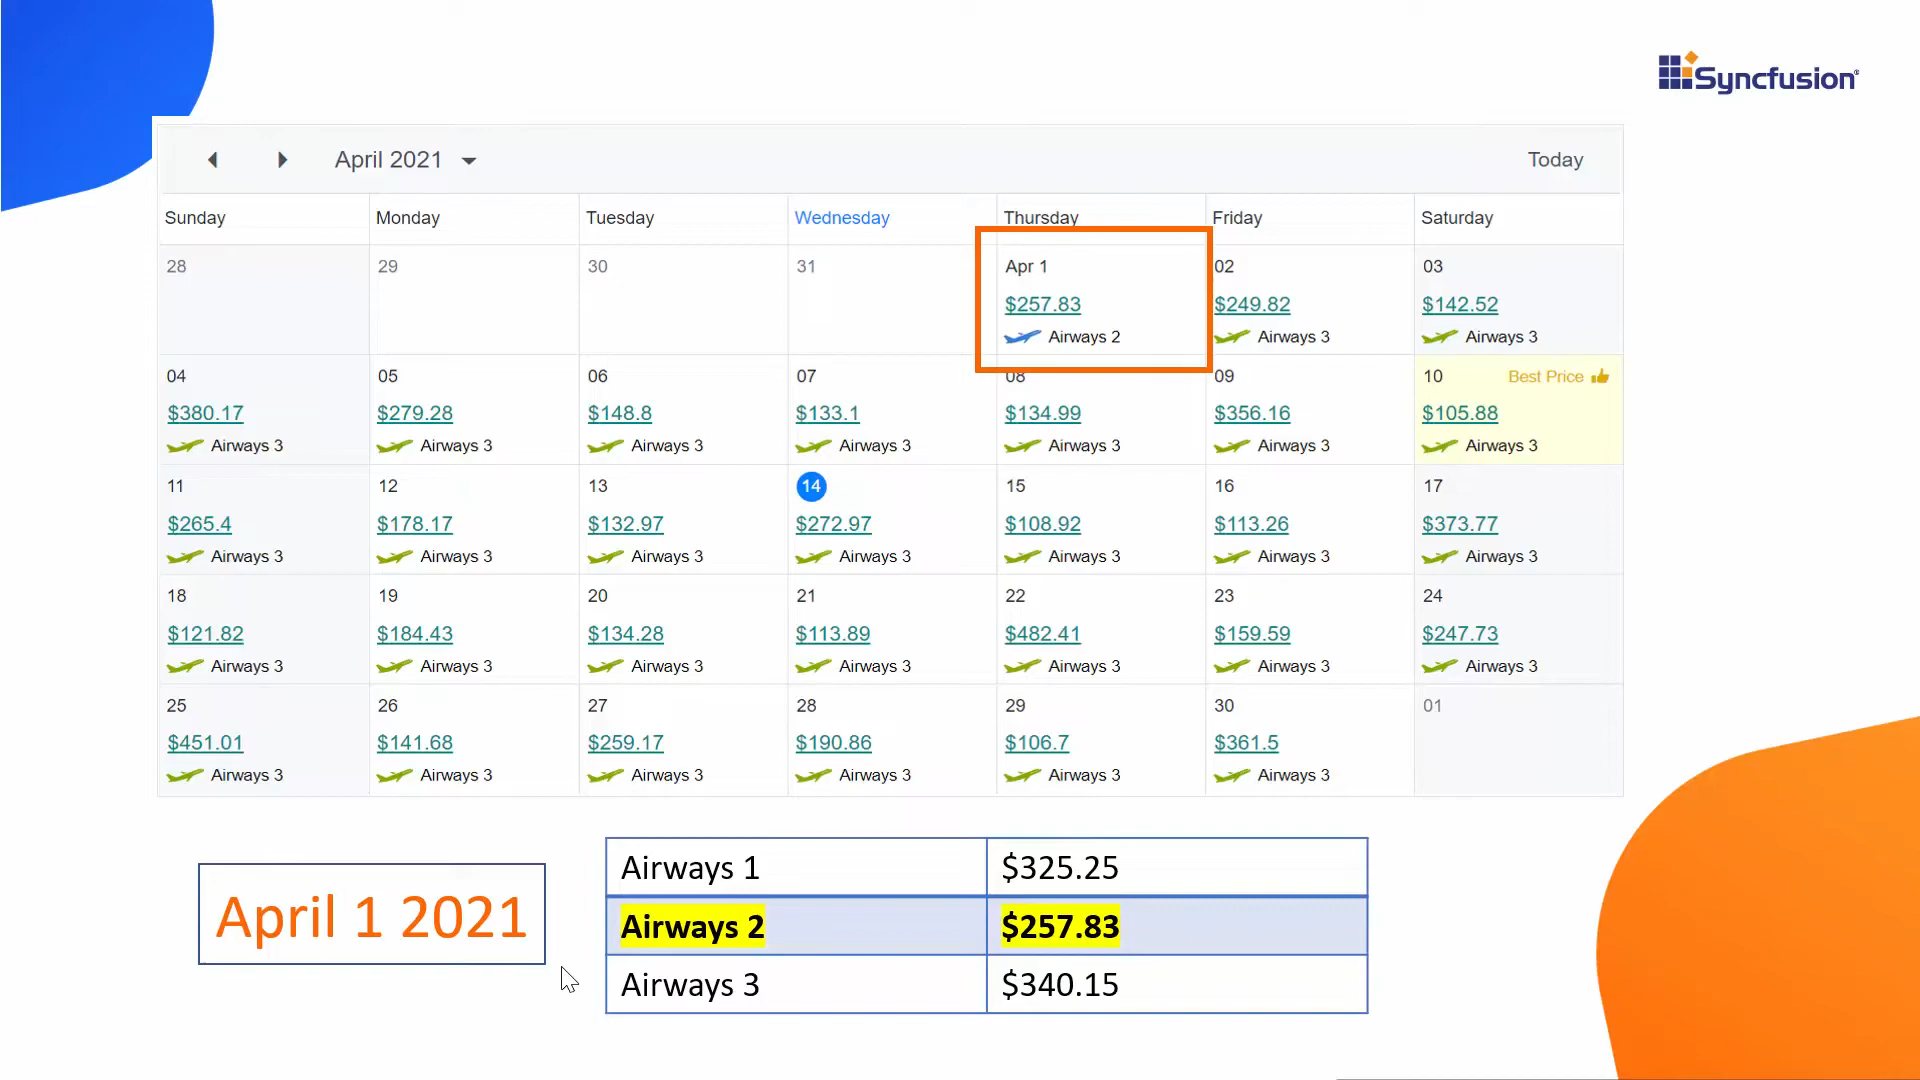 Syncfusion
April 2021 Today
Sunday Monday Tuesday Wednesday Thursday Friday Saturday
28 29 30 31 Apr 1 02 03
$257.83 $249.82 $142.52
Airways 2 Airways 3 Airways 3
04 05 06 07 08 09 10 Best Price
$380.17 $279.28 $148.8 $133.1 $134.99 $356.16 $105.88
Airways 3 Airways 3 Airways 3 Airways 3 Airways 3 Airways 3 Airways 3
11 12 13 14 15 16 17
$265.4 $178.17 $132.97 $272.97 $108.92 $113.26 $373.77
Airways 3 Airways 3 Airways 3 Airways 3 Airways 3 Airways 3 Airways 3
18 19 20 21 22 23 24
$121.82 $184.43 $134.28 $113.89 $482.41 $159.59 $247.73
Airways 3 Airways 3 Airways 3 Airways 3 Airways 3 Airways 3 Airways 3
25 26 27 28 29 30 01
$451.01 $141.68 $259.17 $190.86 $106.7 $361.5
Airways 3 Airways 3 Airways 3 Airways 3 Airways 3 Airways 3
April 1 2021
Airways 1 $325.25
Airways 2 $257.83
Airways 3 $340.15